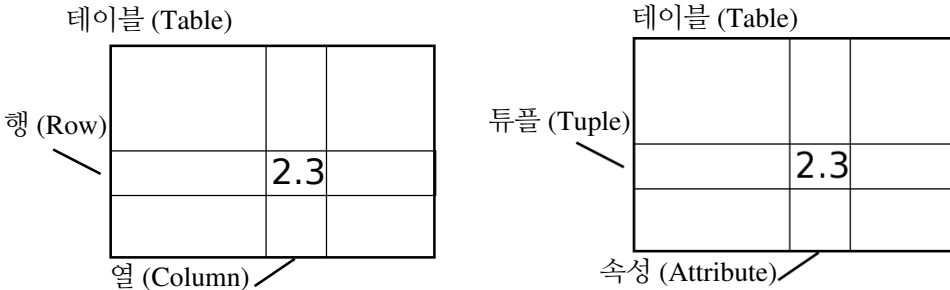 테이블 (Table)
행 (Row)
2.3
열 (Column)
테이블 (Table)
튜플 (Tuple)
2.3
속성 (Attribute)